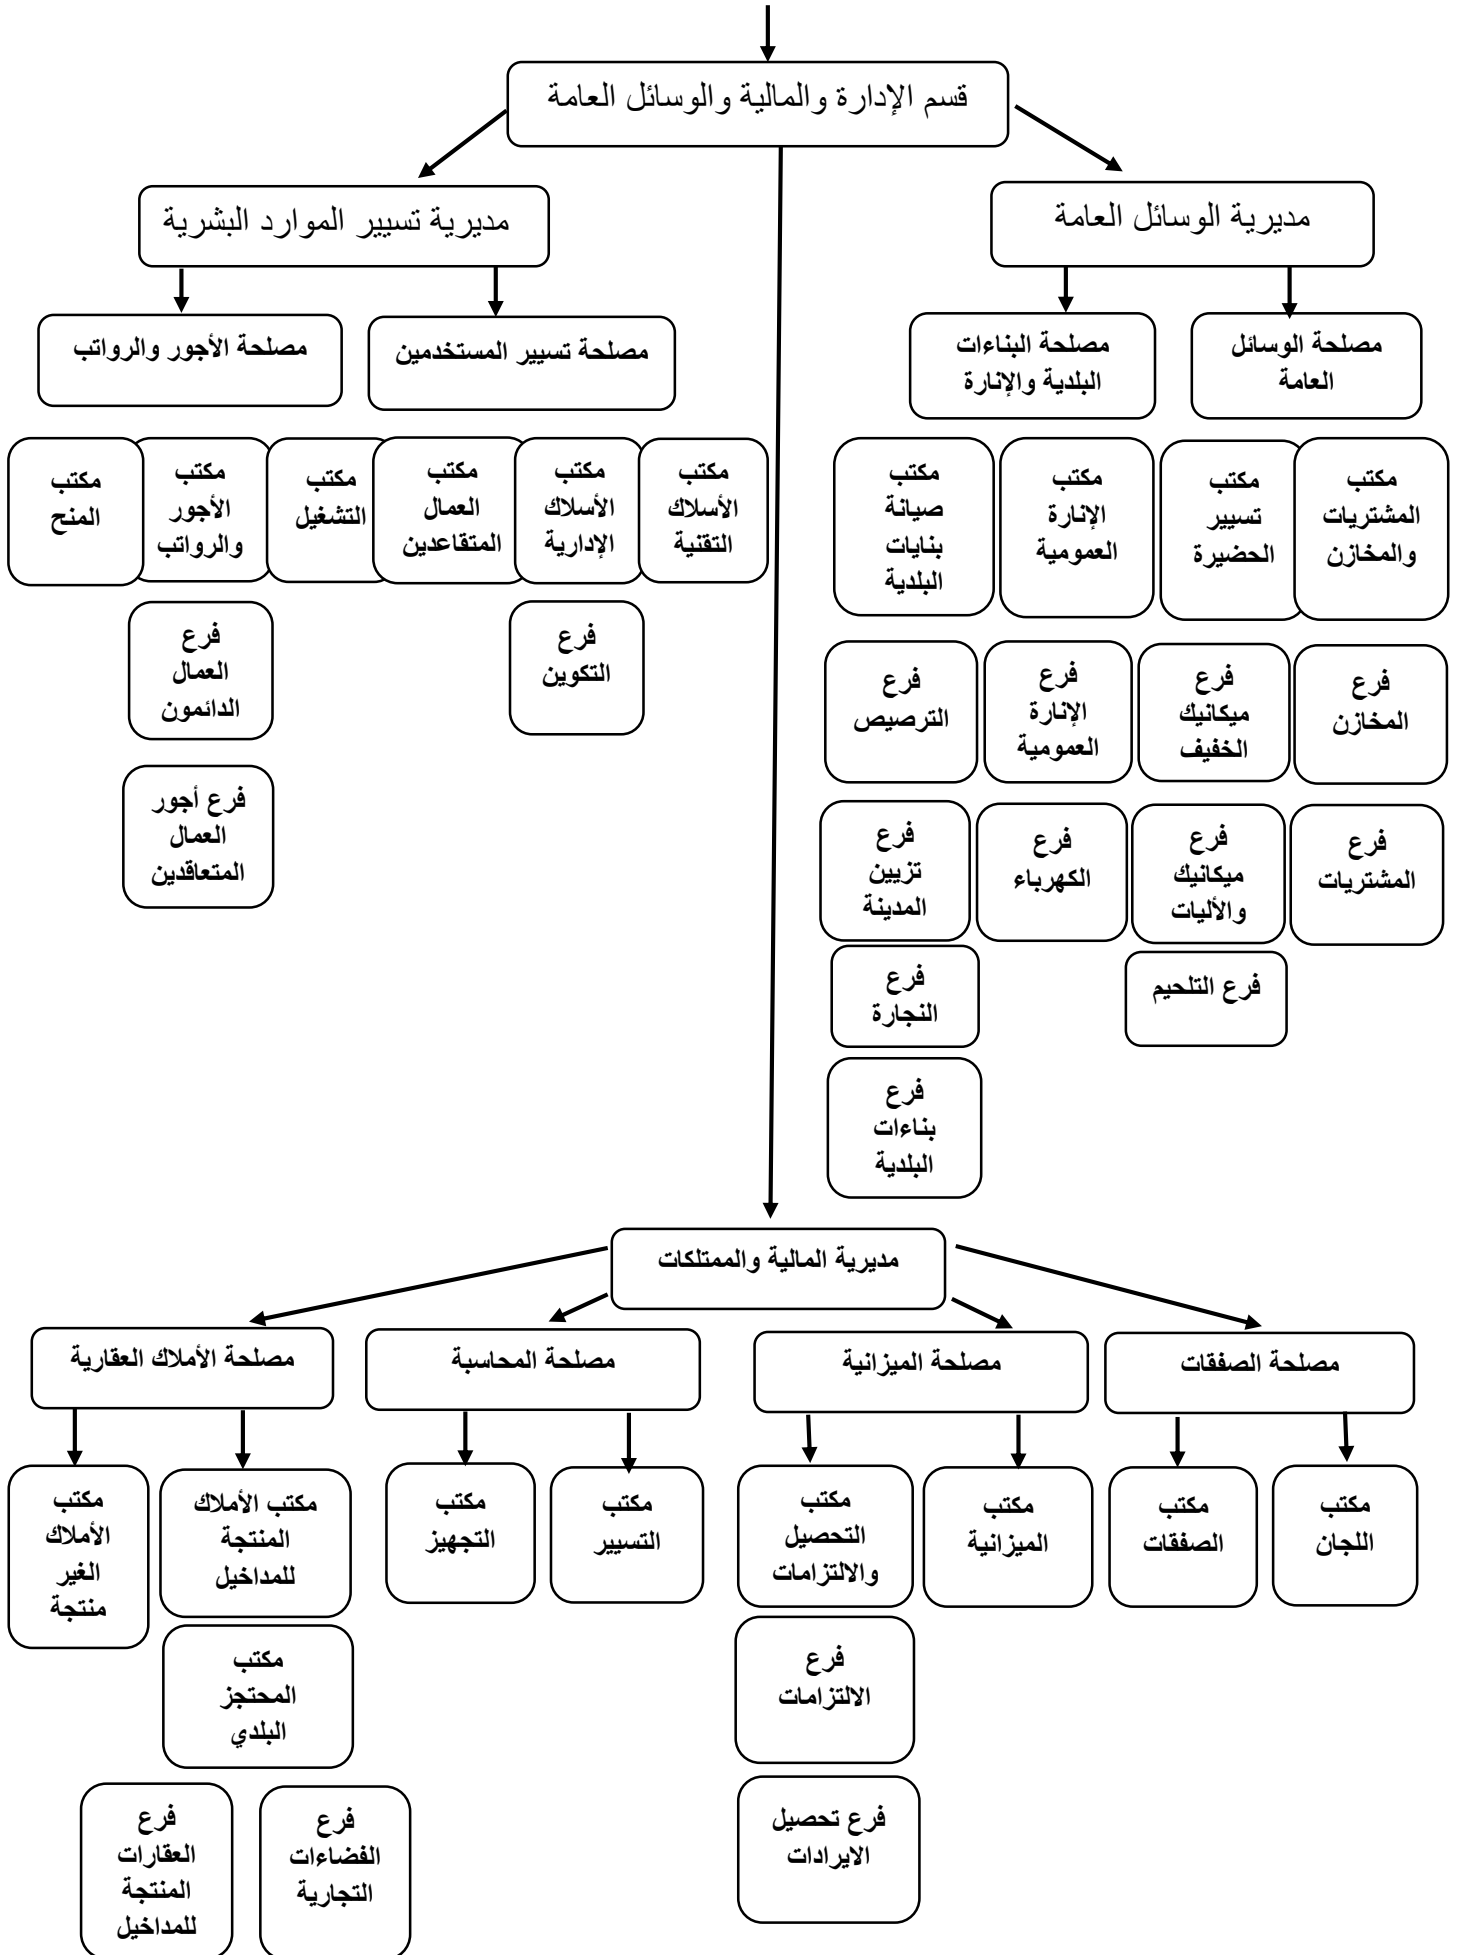 قسم الإدارة والمالية والوسائل العامة
مديرية الوسائل العامة
مديرية تسيير الموارد البشرية
مصلحة الوسائل
العامة
مصلحة البناءات
البلدية والإنارة
مصلحة تسيير المستخدمين
مصلحة الأجور والرواتب
مكتب
المشتريات
والمخازن
مكتب
تسيير
الحضيرة
مكتب
الإنارة
العمومية
مكتب
صيانة
بنايات
البلدية
مكتب
الأسلاك
التقنية
مكتب
الأسلاك
الإدارية
مكتب
العمال
المتقاعدين
مكتب
التشغيل
مكتب
الأجور
والرواتب
مكتب
المنح
فرع
المخازن
فرع
ميكانيك
الخفيف
فرع
الإنارة
العمومية
فرع
الترصيص
فرع
التكوين
فرع
العمال
الدائمون
فرع
المشتريات
فرع
ميكانيك
والأليات
فرع
الكهرباء
فرع
تزيين
المدينة
فرع أجور
العمال
المتعاقدين
فرع التلحيم
فرع
النجارة
فرع
بناءات
البلدية
مديرية المالية والممتلكات
مصلحة الصفقات
مصلحة الميزانية
مصلحة المحاسبة
مصلحة الأملاك العقارية
مكتب
اللجان
مكتب
الصفقات
مكتب
الميزانية
مكتب
التحصيل
والالتزامات
مكتب
التسيير
مكتب
التجهيز
مكتب الأملاك
المنتجة
للمداخيل
مكتب
الأملاك
الغير
منتجة
فرع
الالتزامات
مكتب
المحتجز
البلدي
فرع تحصيل
الايرادات
فرع
الفضاءات
التجارية
فرع
العقارات
المنتجة
للمداخيل